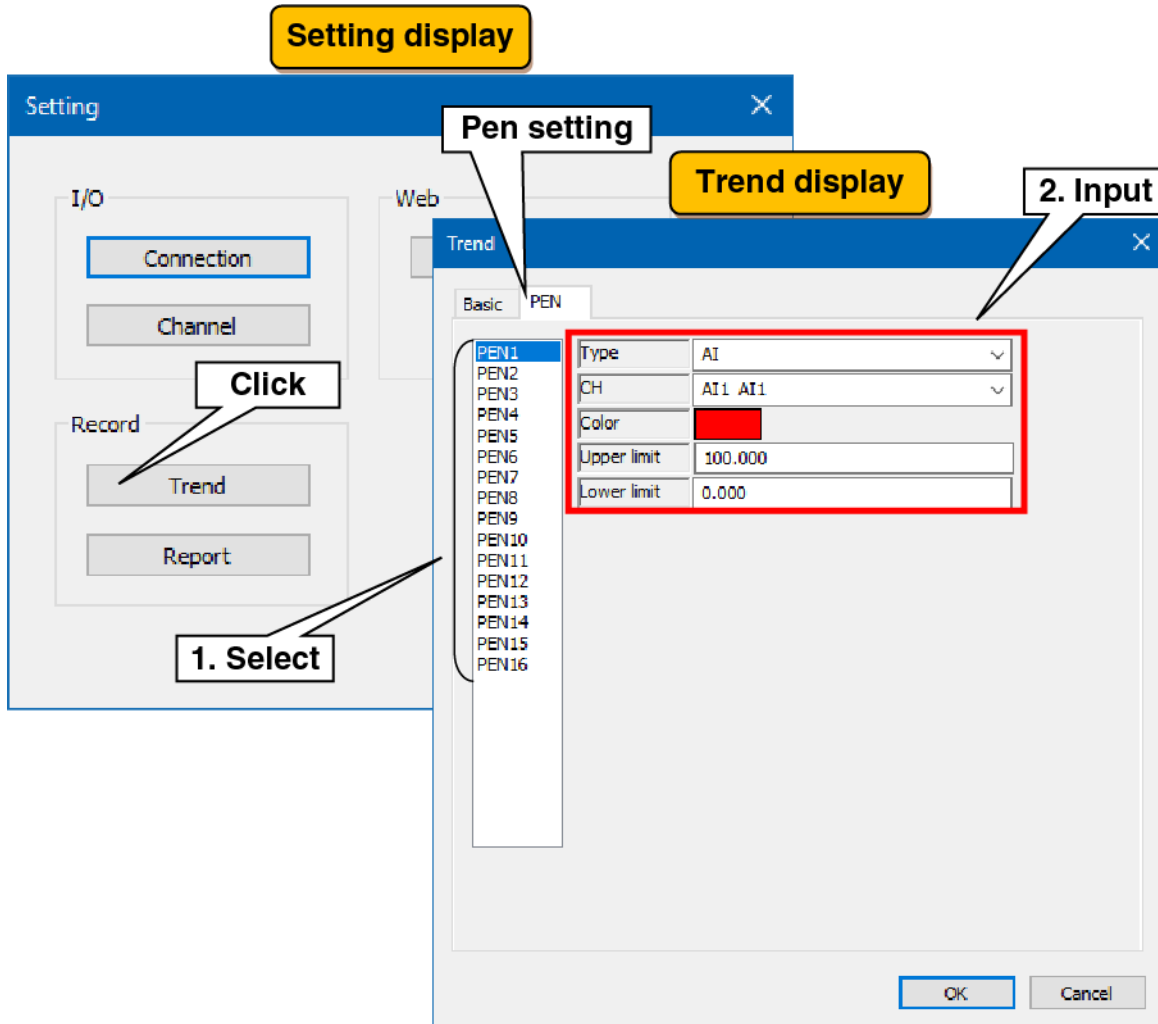 Setting display
Setting
Pen setting
Trend display
2. Input
I/O
Web
Connection
Channel
Click
Record
Trend
Report
1. Select
Trend
Basic PEN
PEN1
PEN2
PEN3
PEN4
PEN5
PEN6
PEN7
PEN8
PEN9
PEN10
PEN11
PEN12
PEN13
PEN14
PEN15
PEN16
Type AI
CH AI1 AI1
Color
Upper limit 100.000
Lower limit 0.000
OK Cancel